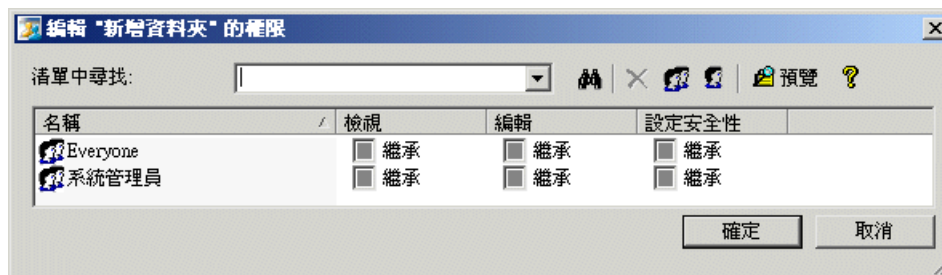 編輯 "新增資料夾" 的權限
清單中尋找: 預覽
名稱 檢視 編輯 設定安全性
Everyone 繼承 繼承 繼承
系統管理員 繼承 繼承 繼承
確定 取消